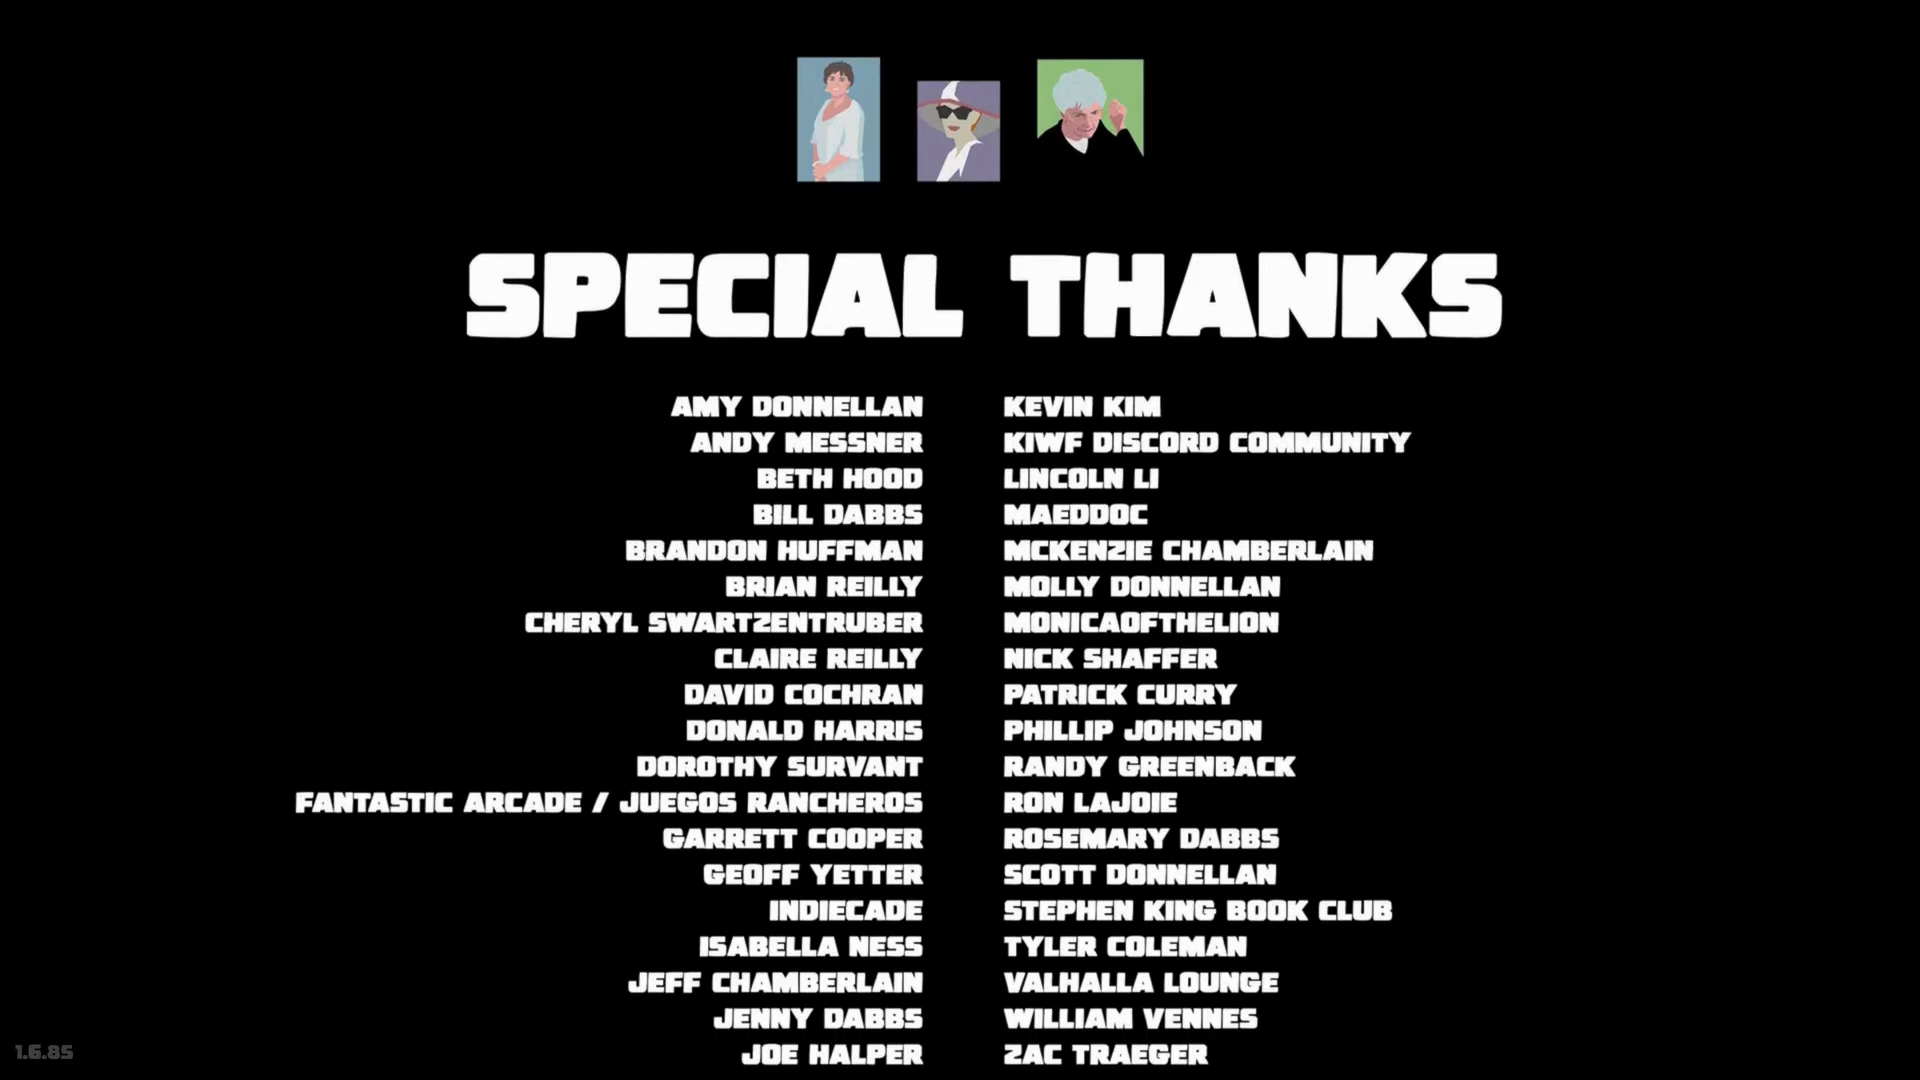 SPECIAL THANKS
AMY DONNELLAN
ANDY MESSNER
BETH HOOD
BILL DABBS
BRANDON HUFFMAN
BRIAN REILLY
CHERYL SWARTZENTRUBER
CLAIRE REILLY
DAVID COCHRAN
DONALD HARRIS
DOROTHY SURVANT
FANTASTIC ARCADE / JUEGOS RANCHEROS
GARRETT COOPER
GEOFF YETTER
INDIECADE
ISABELLA NESS
JEFF CHAMBERLAIN
JENNY DABBS
JOE HALPER
KEVIN KIM
KIWF DISCORD COMMUNITY
LINCOLN LI
MAEDDOC
MCKENZIE CHAMBERLAIN
MOLLY DONNELLAN
MONICAOFTHELION
NICK SHAFFER
PATRICK CURRY
PHILLIP JOHNSON
RANDY GREENBACK
RON LAJOIE
ROSEMARY DABBS
SCOTT DONNELLAN
STEPHEN KING BOOK CLUB
TYLER COLEMAN
VALHALLA LOUNGE
WILLIAM VENNES
ZAC TRAEGER
1.6.85